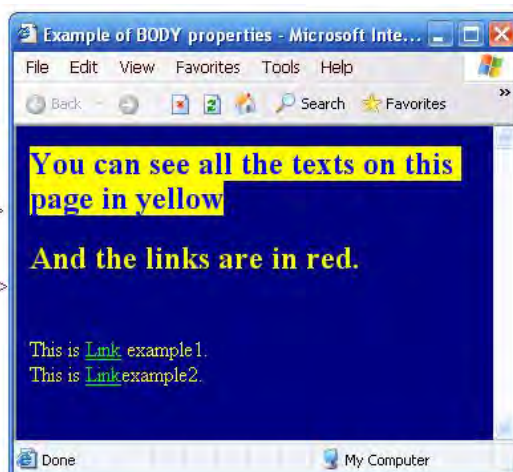 Example of BODY properties - Microsoft Inte...
File Edit View Favorites Tools Help
Back Search Favorites »
You can see all the texts on this
page in yellow
And the links are in red.
This is Link example1.
This is Linkexample2.
Done My Computer